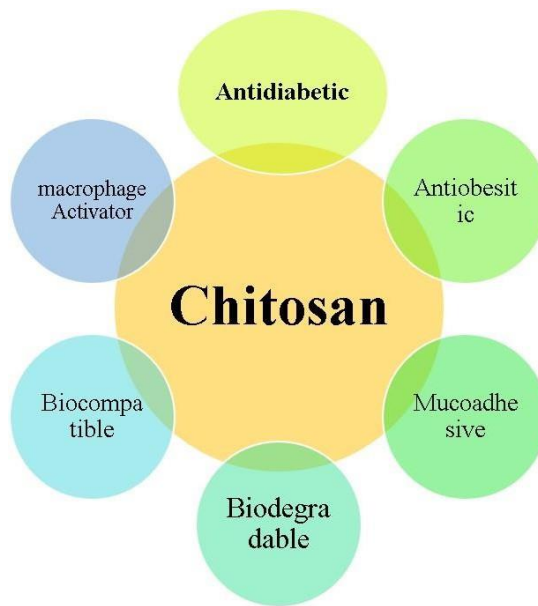 Antidiabetic
macrophage
Activator
Antiobesit
ic
Chitosan
Biocompa
tible
Mucoadhe
sive
Biodegra
dable